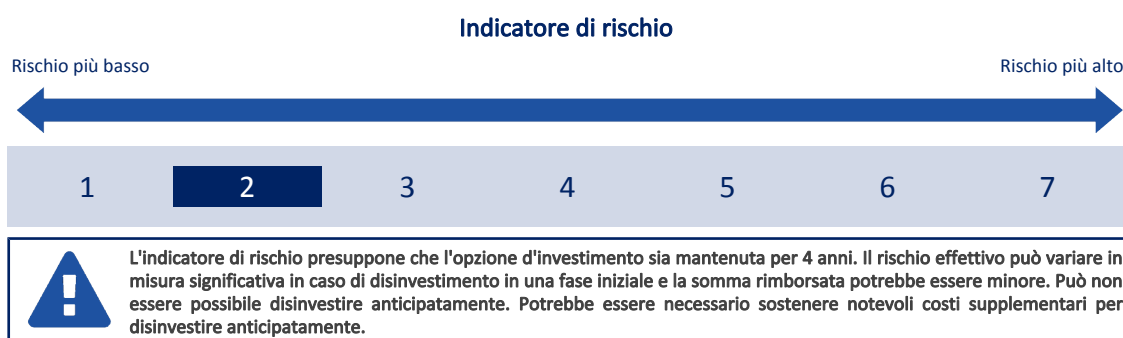 Indicatore di rischio
Rischio più basso
Rischio più alto
1 2 3 4 5 6 7
L'indicatore di rischio presuppone che l'opzione d'investimento sia mantenuta per 4 anni. Il rischio effettivo può variare in
misura significativa in caso di disinvestimento in una fase iniziale e la somma rimborsata potrebbe essere minore. Può non
essere possibile disinvestire anticipatamente. Potrebbe essere necessario sostenere notevoli costi supplementari per
disinvestire anticipatamente.